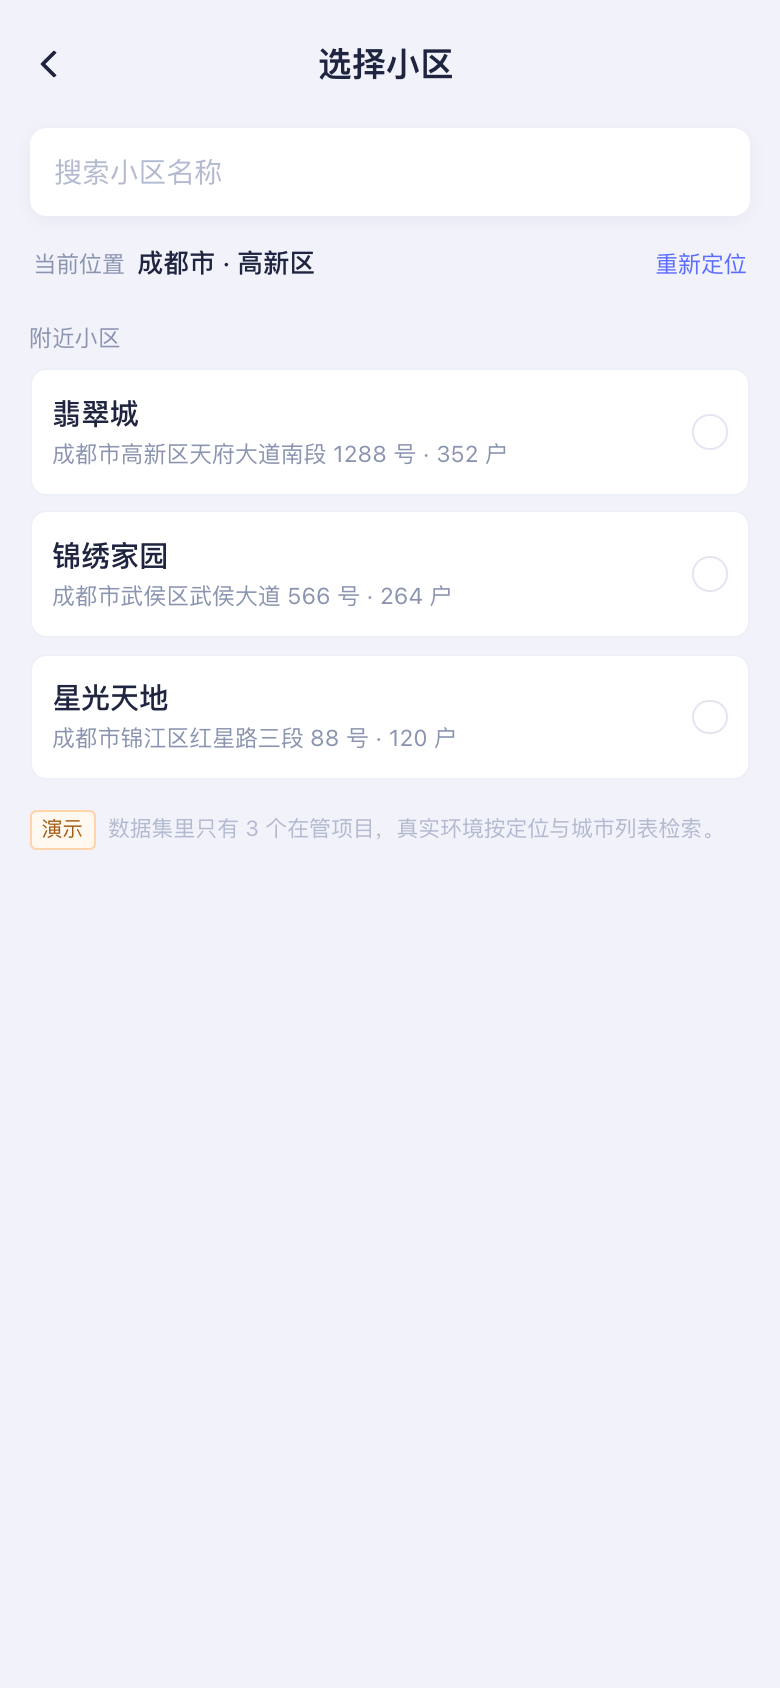 选择小区
搜索小区名称
当前位置 成都市 · 高新区 重新定位
附近小区
翡翠城
成都市高新区天府大道南段 1288 号 · 352 户
锦绣家园
成都市武侯区武侯大道 566 号 · 264 户
星光天地
成都市锦江区红星路三段 88 号 · 120 户
演示 数据集里只有 3 个在管项目，真实环境按定位与城市列表检索。